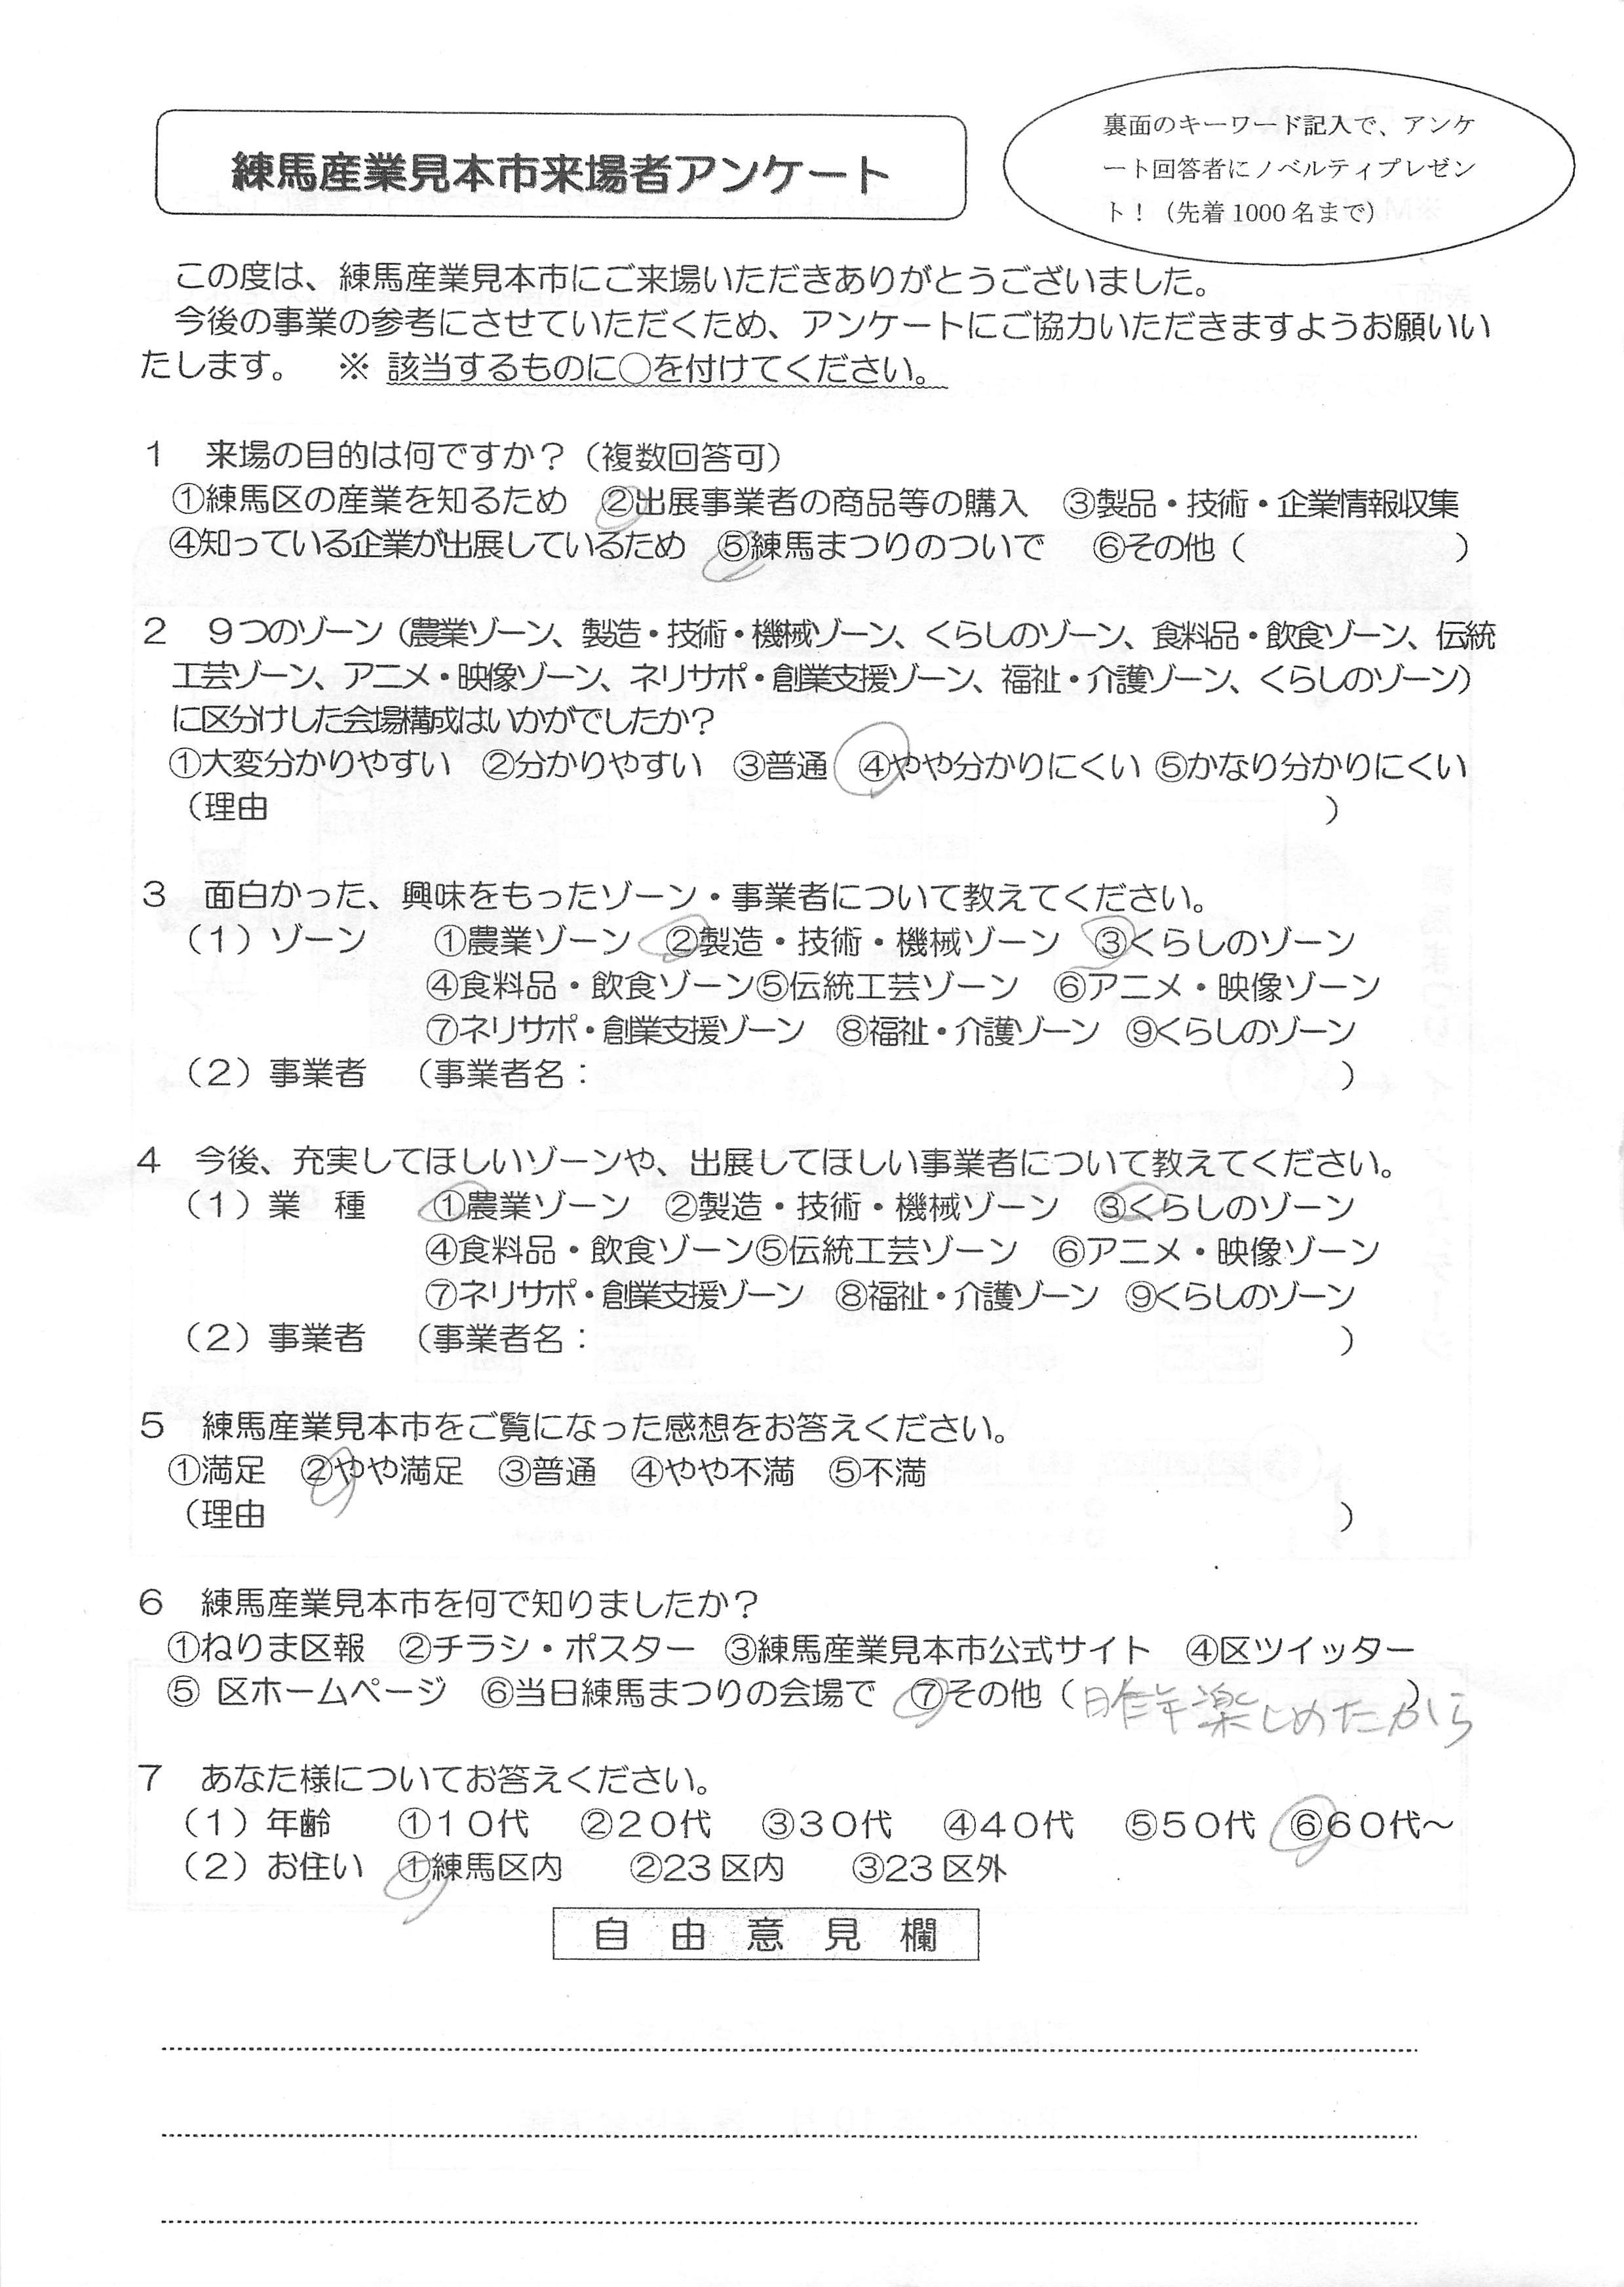 練馬産業見本市来場者アンケート
裏面のキーワード記入で、アンケ
ート回答者にノベルティプレゼン
ト！（先着1000名まで）
この度は、練馬産業見本市にご来場いただきありがとうございました。
今後の事業の参考にさせていただくため、アンケートにご協力いただきますようお願いい
たします。　※ 該当するものに○を付けてください。
１　来場の目的は何ですか？（複数回答可）
①練馬区の産業を知るため　②出展事業者の商品等の購入　③製品・技術・企業情報収集
④知っている企業が出展しているため　⑤練馬まつりのついで　⑥その他（　　　　　　）
２　９つのゾーン（農業ゾーン、製造・技術・機械ゾーン、くらしのゾーン、食料品・飲食ゾーン、伝統
工芸ゾーン、アニメ・映像ゾーン、ネリサポ・創業支援ゾーン、福祉・介護ゾーン、くらしのゾーン）
に区分けした会場構成はいかがでしたか？
①大変分かりやすい　②分かりやすい　③普通　④やや分かりにくい　⑤かなり分かりにくい
（理由　　　　　　　　　　　　　　　　　　　　　　　　　　　　　　　　）
３　面白かった、興味をもったゾーン・事業者について教えてください。
（１）ゾーン　　①農業ゾーン　②製造・技術・機械ゾーン　③くらしのゾーン
④食料品・飲食ゾーン⑤伝統工芸ゾーン　⑥アニメ・映像ゾーン
⑦ネリサポ・創業支援ゾーン　⑧福祉・介護ゾーン　⑨くらしのゾーン
（２）事業者　（事業者名：　　　　　　　　　　　　　　　　　　　　　　　）
４　今後、充実してほしいゾーンや、出展してほしい事業者について教えてください。
（１）業　種　　①農業ゾーン　②製造・技術・機械ゾーン　③くらしのゾーン
④食料品・飲食ゾーン⑤伝統工芸ゾーン　⑥アニメ・映像ゾーン
⑦ネリサポ・創業支援ゾーン　⑧福祉・介護ゾーン　⑨くらしのゾーン
（２）事業者　（事業者名：　　　　　　　　　　　　　　　　　　　　　　　）
５　練馬産業見本市をご覧になった感想をお答えください。
①満足　②やや満足　③普通　④やや不満　⑤不満
（理由　　　　　　　　　　　　　　　　　　　　　　　　　　　　　　　　）
６　練馬産業見本市を何で知りましたか？
①ねりま区報　②チラシ・ポスター　③練馬産業見本市公式サイト　④区ツイッター
⑤ 区ホームページ　⑥当日練馬まつりの会場で　⑦その他（昨年楽しめたから）
７　あなた様についてお答えください。
（１）年齢　　①１０代　②２０代　③３０代　④４０代　⑤５０代　⑥６０代～
（２）お住い　①練馬区内　　②23区内　　③23区外
自　由　意　見　欄